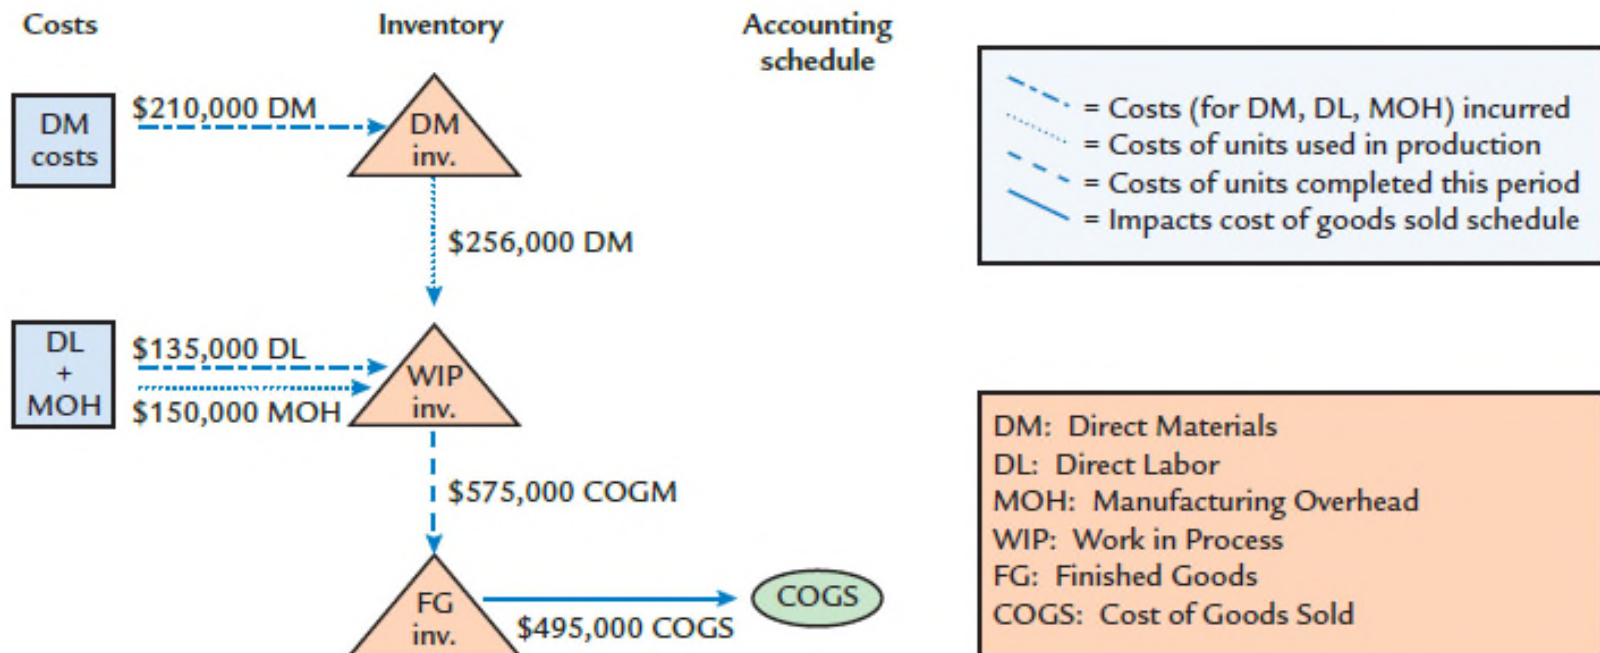 Costs
Inventory
Accounting
schedule
DM
costs
$210,000 DM
DM
inv.
$256,000 DM
DL
+
MOH
$135,000 DL
$150,000 MOH
WIP
inv.
$575,000 COGM
FG
inv.
$495,000 COGS
COGS
= Costs (for DM, DL, MOH) incurred
= Costs of units used in production
= Costs of units completed this period
= Impacts cost of goods sold schedule
DM: Direct Materials
DL: Direct Labor
MOH: Manufacturing Overhead
WIP: Work in Process
FG: Finished Goods
COGS: Cost of Goods Sold